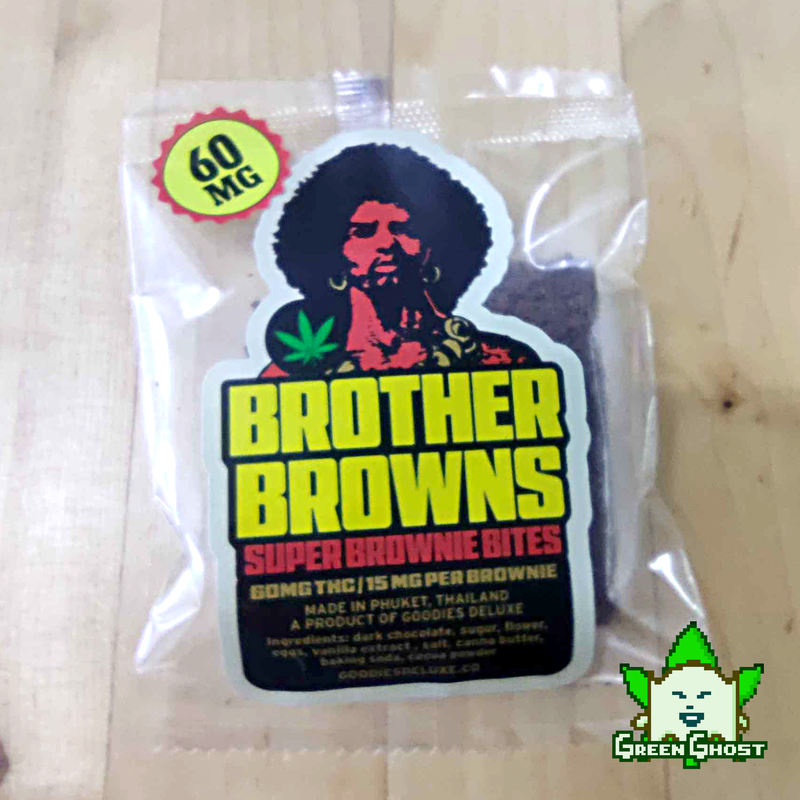 60
MG
BROTHER
BROWNS
SUPER BROWNIE BITES
60MG THC / 15 MG PER BROWNIE
MADE IN PHUKET, THAILAND
A PRODUCT OF GOODIES DELUXE
Ingredients: dark chocolate, sugar, flower,
eggs, vanilla extract, salt, canna butter,
baking soda, cocoa powder
GOODIESDELUXE.CO
GREEN GHOST